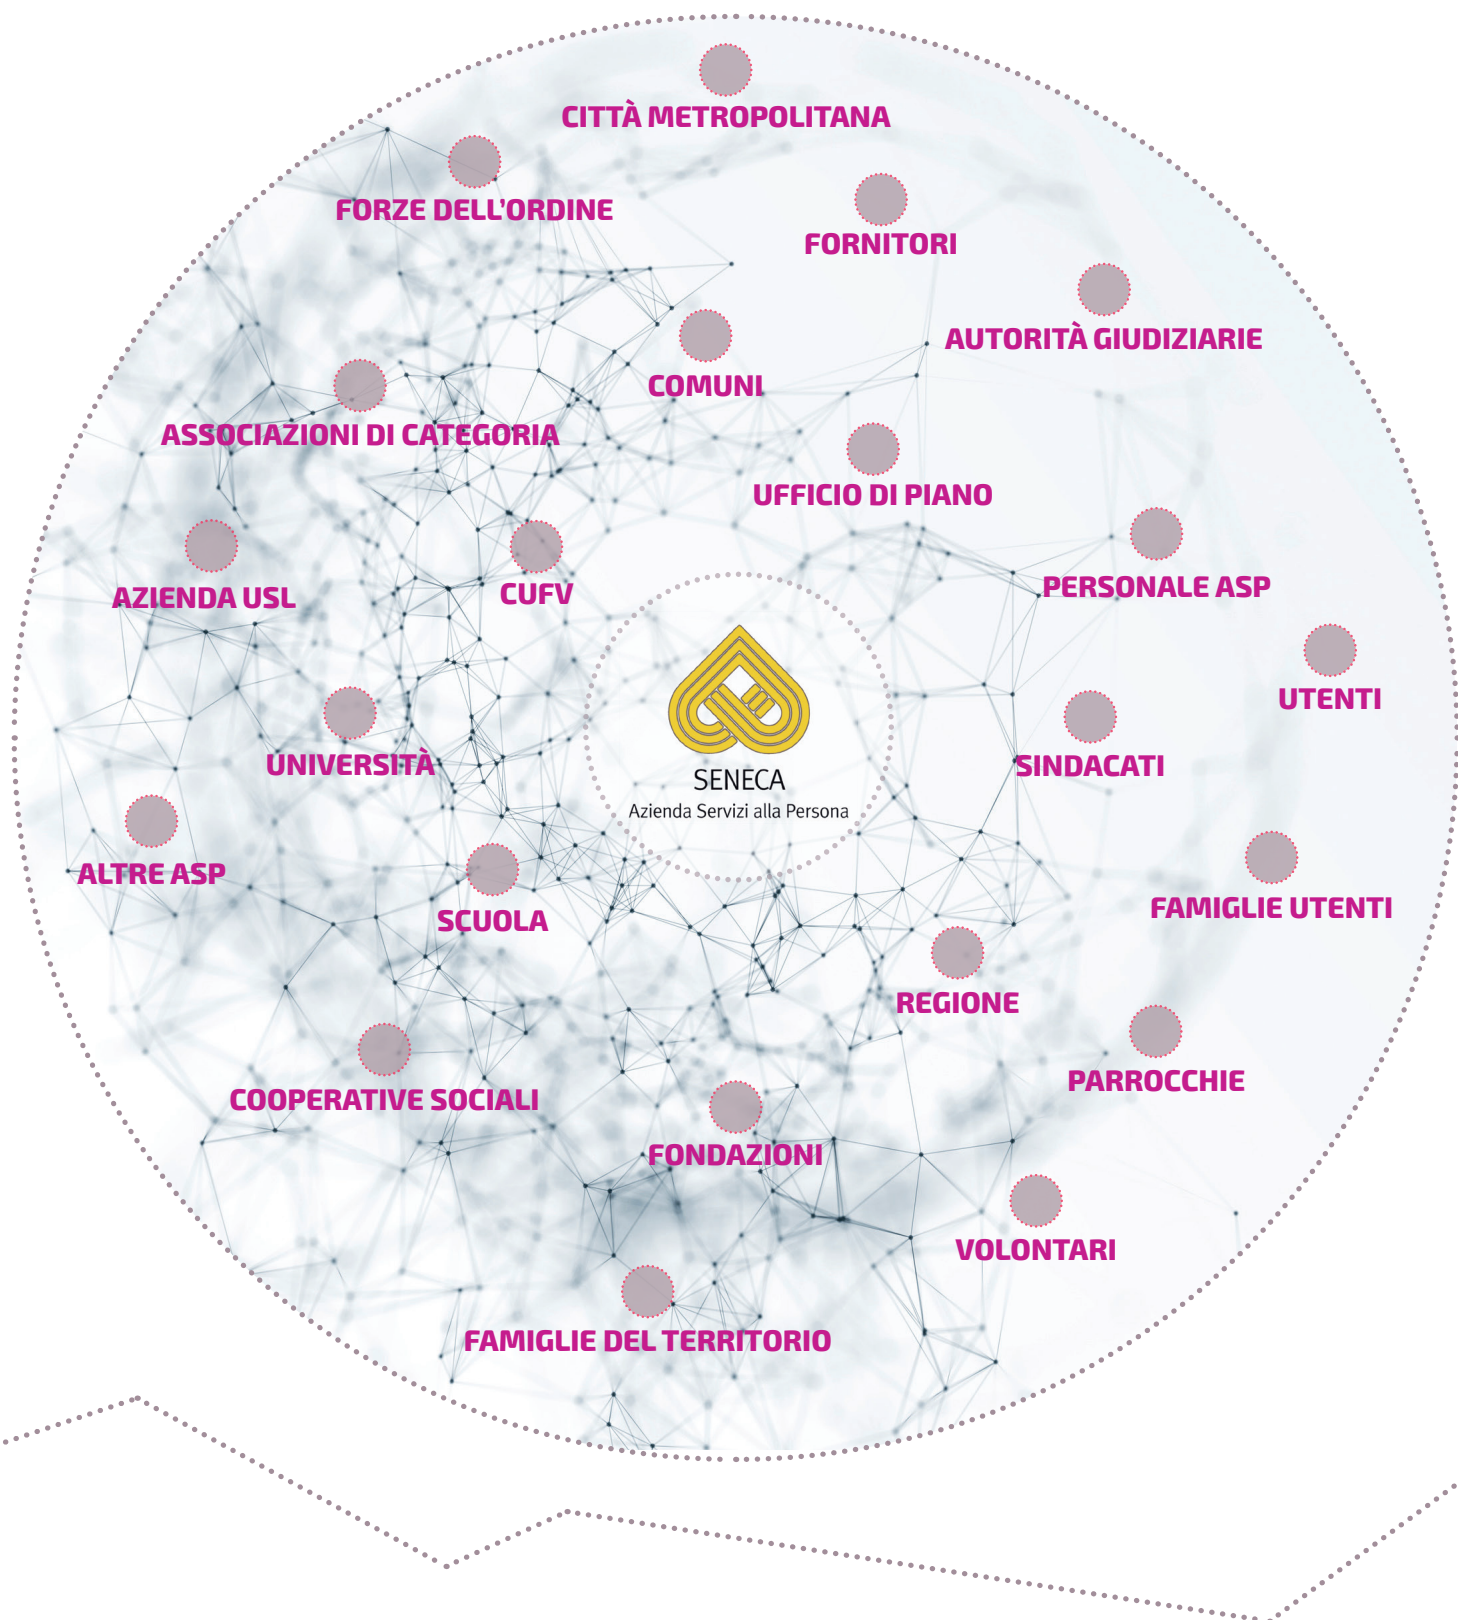 CITTÀ METROPOLITANA
FORZE DELL'ORDINE
FORNITORI
AUTORITÀ GIUDIZIARIE
COMUNI
ASSOCIAZIONI DI CATEGORIA
UFFICIO DI PIANO
PERSONALE ASP
CUFV
AZIENDA USL
UTENTI
UNIVERSITÀ
SINDACATI
SENECA
Azienda Servizi alla Persona
ALTRE ASP
FAMIGLIE UTENTI
SCUOLA
REGIONE
PARROCCHIE
COOPERATIVE SOCIALI
FONDAZIONI
VOLONTARI
FAMIGLIE DEL TERRITORIO